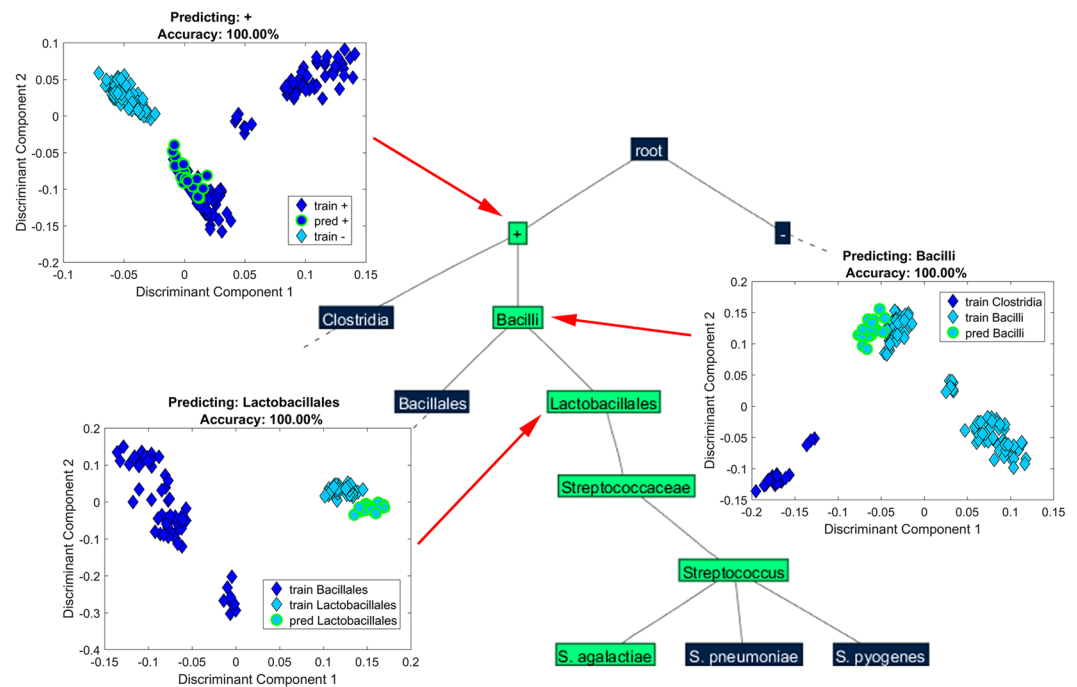 Predicting: +
Accuracy: 100.00%
0.1
0.05
0
-0.05
-0.1
-0.15
-0.2
Discriminant Component 2
-0.1
-0.05
0
0.05
0.1
0.15
Discriminant Component 1
train +
pred +
train -
root
+
-
Clostridia
Bacilli
Bacillales
Lactobacillales
Streptococcaceae
Streptococcus
S. agalactiae
S. pneumoniae
S. pyogenes
Predicting: Bacilli
Accuracy: 100.00%
0.2
0.15
0.1
0.05
0
-0.05
-0.1
-0.15
Discriminant Component 2
-0.2
-0.15
-0.1
-0.05
0
0.05
0.1
0.15
Discriminant Component 1
train Clostridia
train Bacilli
pred Bacilli
Predicting: Lactobacillales
Accuracy: 100.00%
0.2
0.1
0
-0.1
-0.2
-0.3
-0.4
Discriminant Component 2
-0.15
-0.1
-0.05
0
0.05
0.1
0.15
0.2
Discriminant Component 1
train Bacillales
train Lactobacillales
pred Lactobacillales